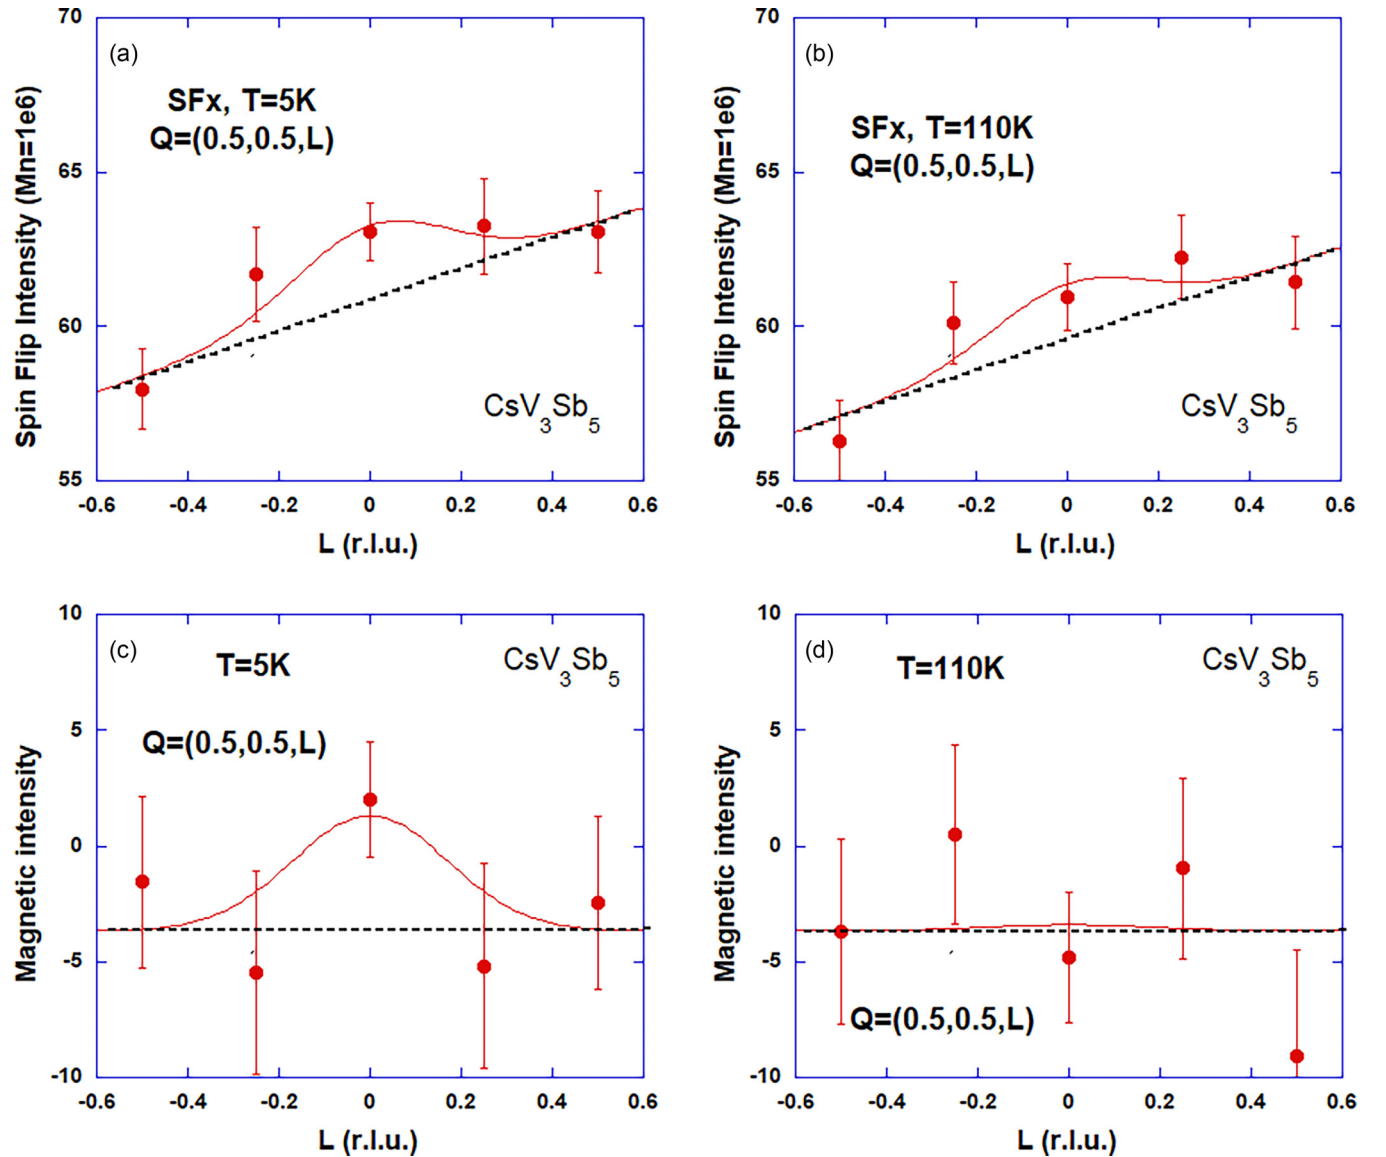 (a)
SFx, T=5K
Q=(0.5,0.5,L)
CsV3Sb5
Spin Flip Intensity (Mn=1e6)
70
65
60
55
-0.6 -0.4 -0.2 0 0.2 0.4 0.6
L (r.l.u.)
(b)
SFx, T=110K
Q=(0.5,0.5,L)
CsV3Sb5
Spin Flip Intensity (Mn=1e6)
70
65
60
55
-0.6 -0.4 -0.2 0 0.2 0.4 0.6
L (r.l.u.)
(c)
T=5K
CsV3Sb5
Q=(0.5,0.5,L)
Magnetic intensity
10
5
0
-5
-10
-0.6 -0.4 -0.2 0 0.2 0.4 0.6
L (r.l.u.)
(d)
T=110K
CsV3Sb5
Q=(0.5,0.5,L)
Magnetic intensity
10
5
0
-5
-10
-0.6 -0.4 -0.2 0 0.2 0.4 0.6
L (r.l.u.)